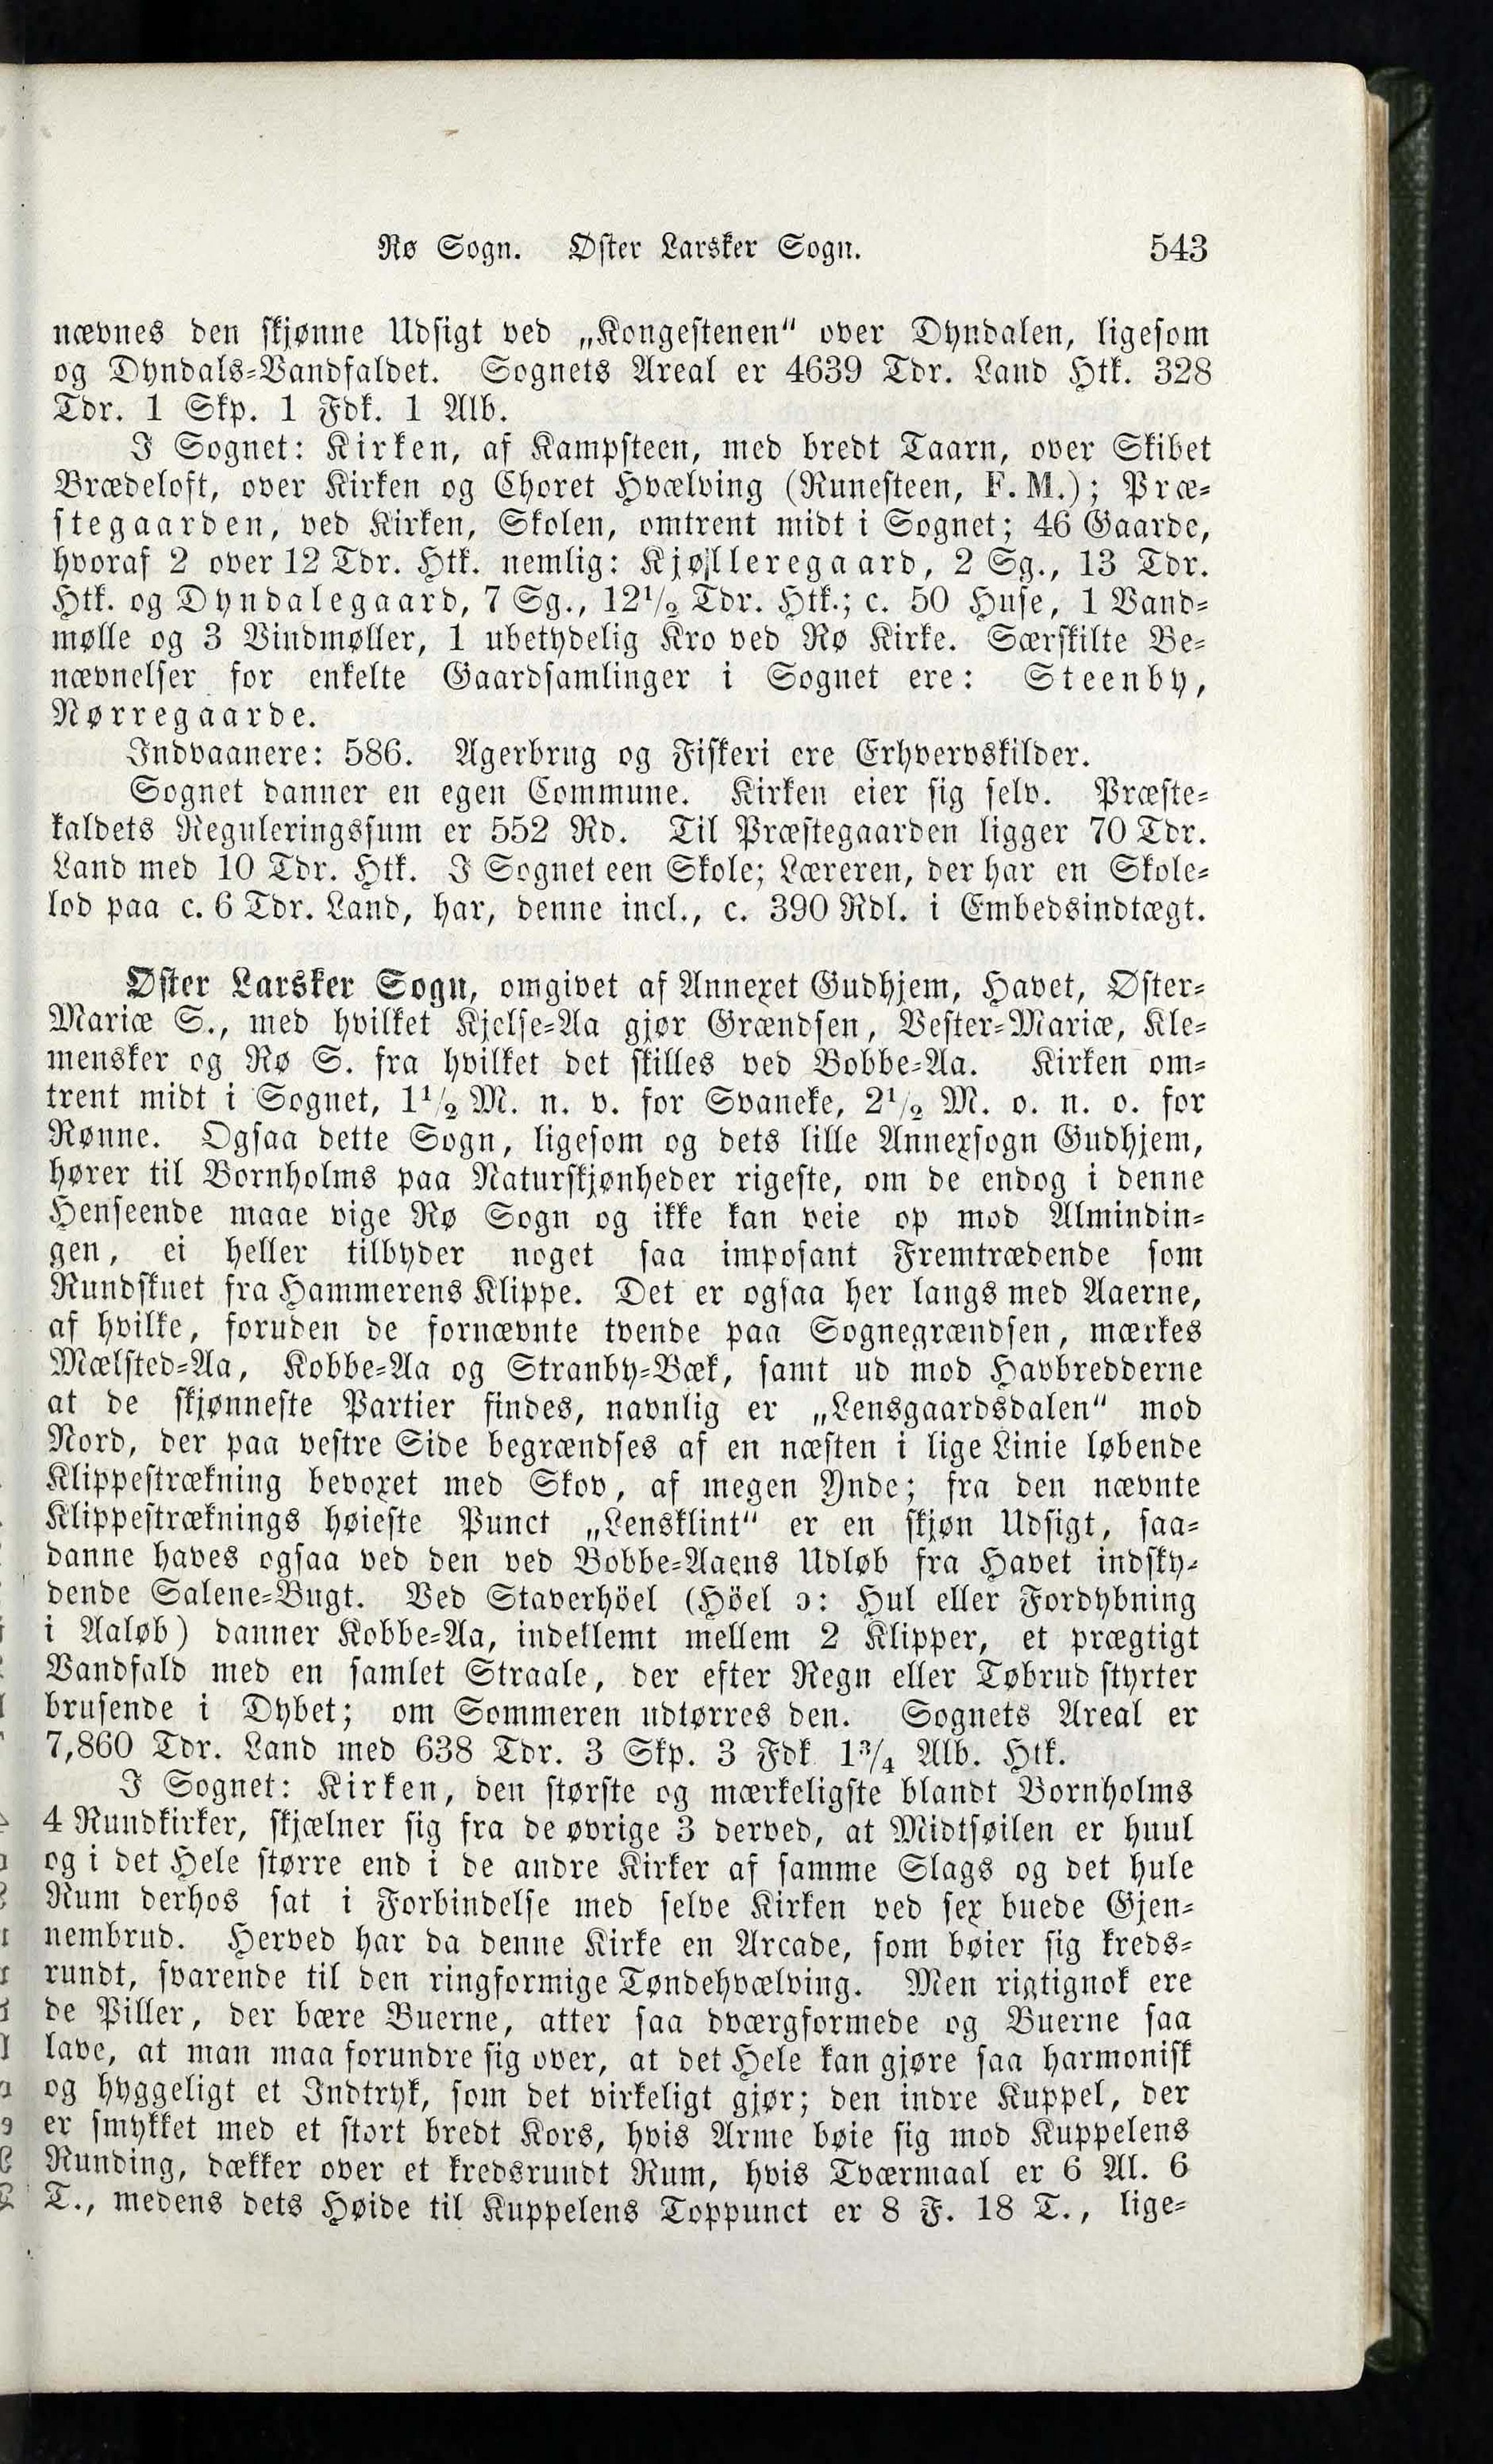 Rø Sogn. Øster Larsker Sogn. 543
nævnes den skjønne Udsigt ved „Kongestenen" over Dyndalen, ligesom
og Dyndals-Vandfaldet. Sognets Areal er 4639 Tdr. Land Htk. 328
Tdr. 1 Skp. 1 Fdk. 1 Alb.
I Sognet: Kirken, af Kampsteen, med bredt Taarn, over Skibet
Brædeloft, over Kirken og Choret Hvælving (Runesteen, F. M.); Præ-
stegaarden, ved Kirken, Skolen, omtrent midt i Sognet; 46 Gaarde,
hvoraf 2 over 12 Tdr. Htk. nemlig: Kjølleregaard, 2 Sg., 13 Tdr.
Htk. og Dyndalegaard, 7 Sg., 12½ Tdr. Htk.; c. 50 Huse, 1 Vand-
mølle og 3 Vindmøller, 1 ubetydelig Kro ved Rø Kirke. Særskilte Be-
nævnelser for enkelte Gaardsamlinger i Sognet ere: Steenby,
Nørregaarde.
Indvaanere: 586. Agerbrug og Fiskeri ere Erhvervskilder.
Sognet danner en egen Commune. Kirken eier sig selv. Præste-
kaldets Reguleringssum er 552 Rd. Til Præstegaarden ligger 70 Tdr.
Land med 10 Tdr. Htk. I Sognet een Skole; Læreren, der har en Skole-
lod paa c. 6 Tdr. Land, har, denne incl., c. 390 Rdl. i Embedsindtægt.
Øster Larsker Sogn, omgivet af Annexet Gudhjem, Havet, Øster-
Mariæ S., med hvilket Kjelse-Aa gjør Grændsen, Vester-Mariæ, Kle-
mensker og Rø S. fra hvilket det skilles ved Bobbe-Aa. Kirken om-
trent midt i Sognet, 1½ M. n. v. for Svaneke, 2½ M. o. n. o. for
Rønne. Ogsaa dette Sogn, ligesom og dets lille Annexsogn Gudhjem,
hører til Bornholms paa Naturskjønheder rigeste, om de endog i denne
Henseende maae vige Rø Sogn og ikke kan veie op mod Almindin-
gen, ei heller tilbyder noget saa imposant Fremtrædende som
Rundskuet fra Hammerens Klippe. Det er ogsaa her langs med Aaerne,
af hvilke, foruden de fornævnte tvende paa Sognegrændsen, mærkes
Mælsted-Aa, Kobbe-Aa og Stranby-Bæk, samt ud mod Havbredderne
at de skjønneste Partier findes, navnlig er „Lensgaardsdalen" mod
Nord, der paa vestre Side begrændses af en næsten i lige Linie løbende
Klippestrækning bevoxet med Skov, af megen Ynde; fra den nævnte
Klippestræknings høieste Punct „Lensklint" er en skjøn Udsigt, saa-
danne haves ogsaa ved den ved Bobbe-Aaens Udløb fra Havet indsky-
dende Salene-Bugt. Ved Staverhöel (Höel ɔ: Hul eller Fordybning
i Aaløb) danner Kobbe-Aa, indeklemt mellem 2 Klipper, et prægtigt
Vandfald med en samlet Straale, der efter Regn eller Tøbrud styrter
brusende i Dybet; om Sommeren udtørres den. Sognets Areal er
7,860 Tdr. Land med 638 Tdr. 3 Skp. 3 Fdk 1¾ Alb. Htk.
I Sognet: Kirken, den største og mærkeligste blandt Bornholms
4 Rundkirker, skjælner sig fra de øvrige 3 derved, at Midtsøilen er huul
og i det Hele større end i de andre Kirker af samme Slags og det hule
Rum derhos sat i Forbindelse med selve Kirken ved sex buede Gjen-
nembrud. Herved har da denne Kirke en Arcade, som bøier sig kreds-
rundt, svarende til den ringformige Tøndehvælving. Men rigtignok ere
de Piller, der bære Buerne, atter saa dværgformede og Buerne saa
lave, at man maa forundre sig over, at det Hele kan gjøre saa harmonisk
og hyggeligt et Indtryk, som det virkeligt gjør; den indre Kuppel, der
er smykket med et stort bredt Kors, hvis Arme bøie sig mod Kuppelens
Runding, dækker over et kredsrundt Rum, hvis Tværmaal er 6 Al. 6
T., medens dets Høide til Kuppelens Toppunct er 8 F. 18 T., lige-